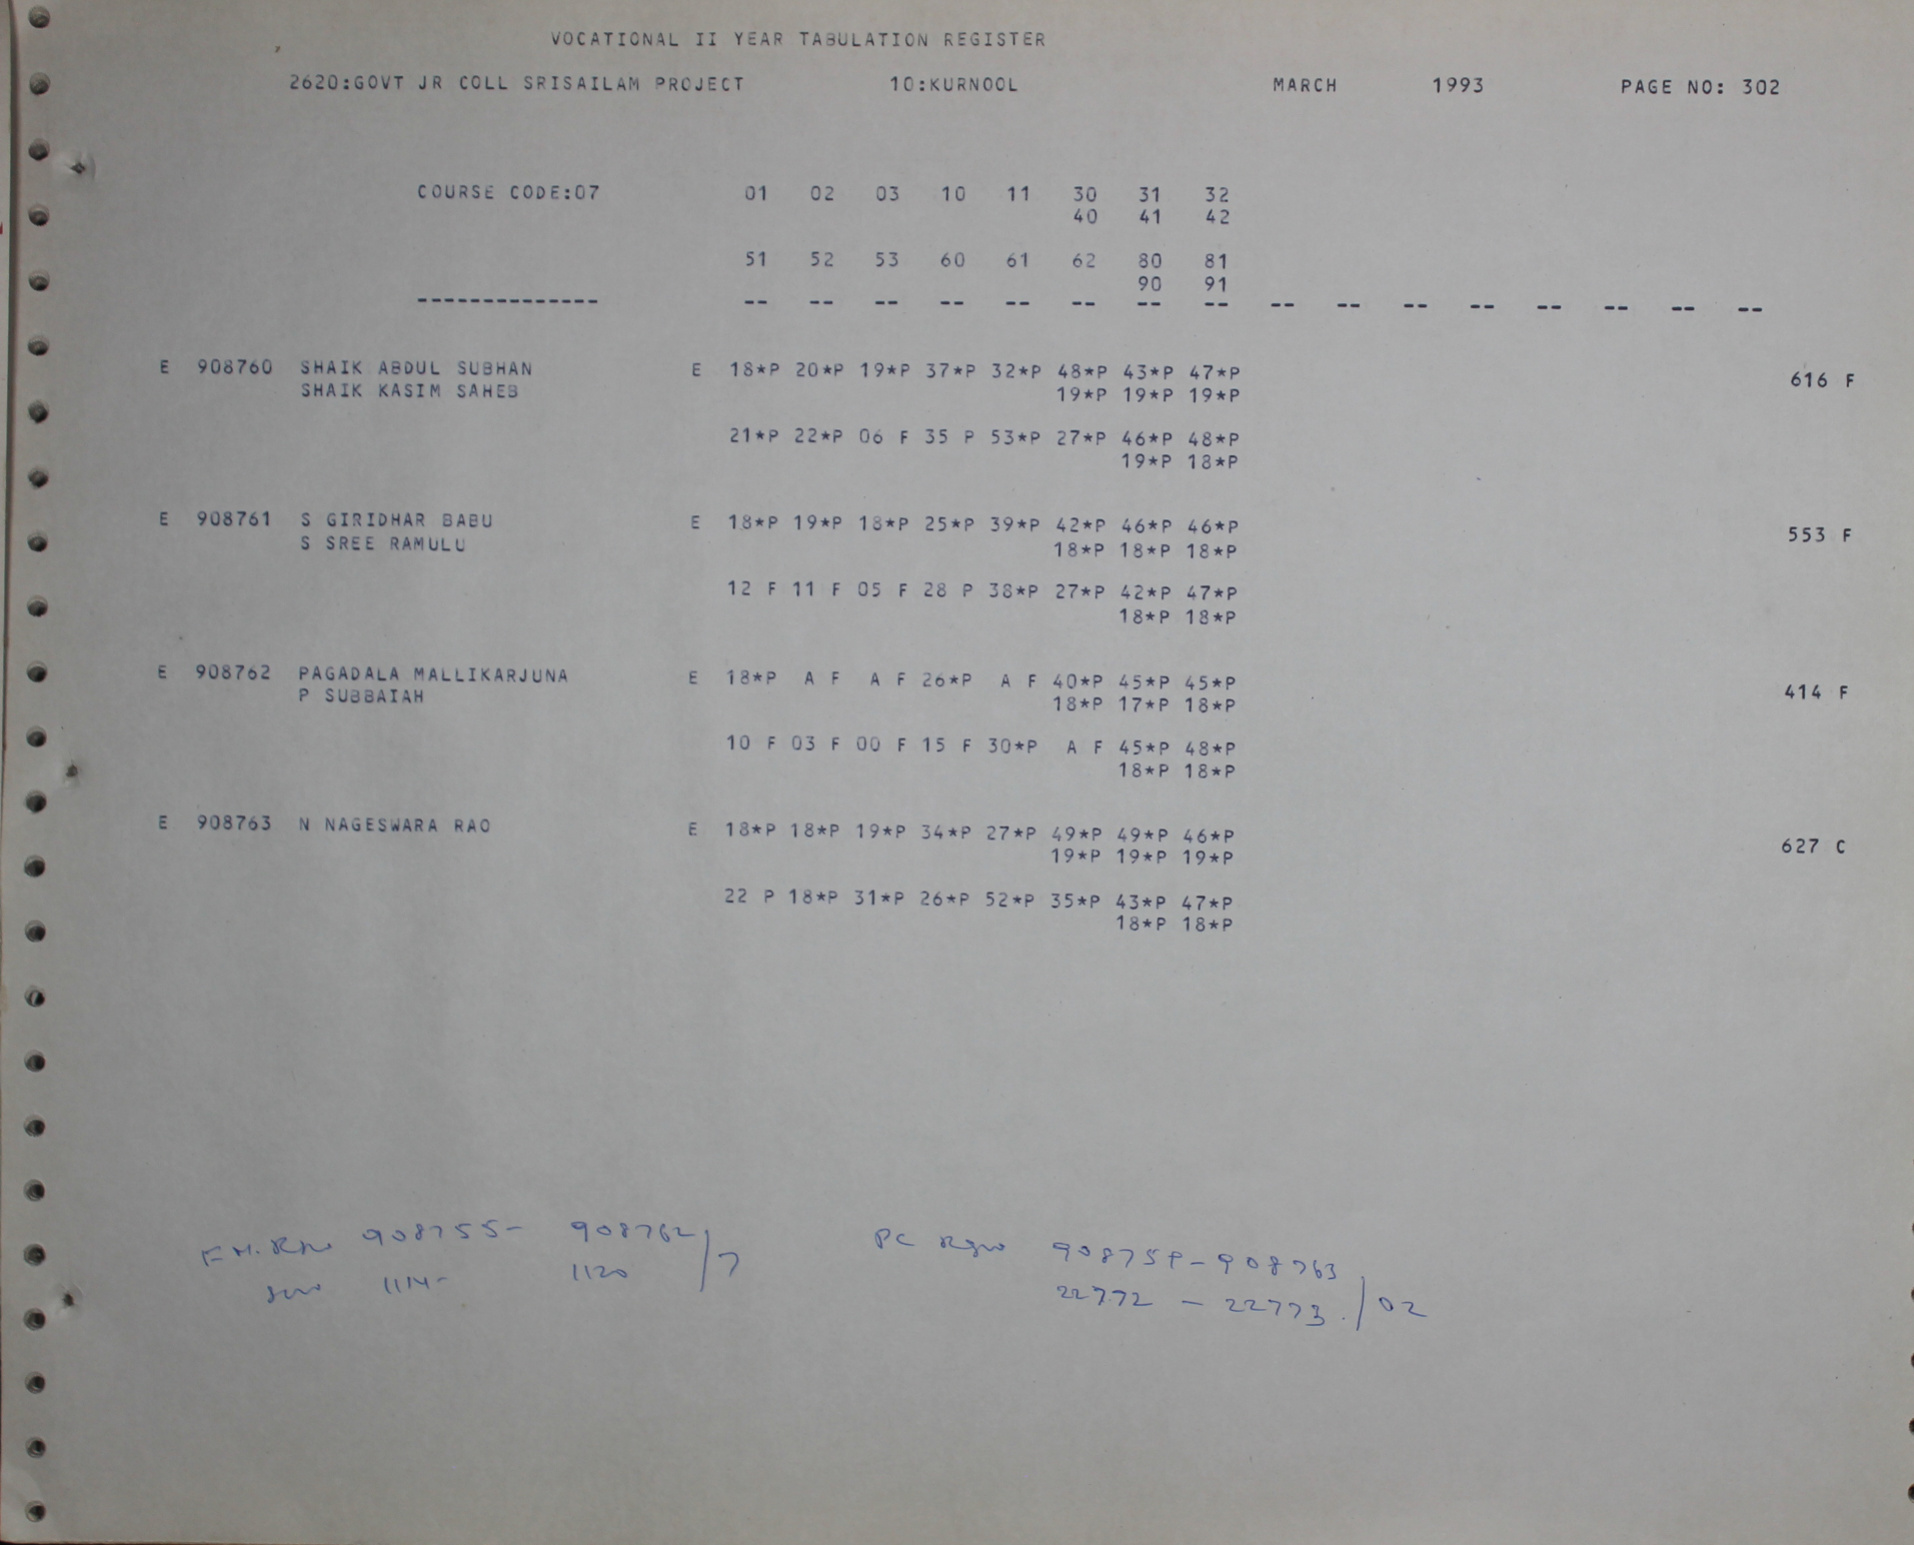 VOCATIONAL II YEAR TABULATION REGISTER
2620:GOVT JR COLL SRISAILAM PROJECT 10:KURNOOL MARCH 1993 PAGE NO: 302
COURSE CODE:07 01 02 03 10 11 30 31 32
40 41 42
51 52 53 60 61 62 80 81
90 91
-------------- -- -- -- -- -- -- -- -- -- -- -- -- -- -- -- --
E 908760 SHAIK ABDUL SUBHAN E 18*P 20*P 19*P 37*P 32*P 48*P 43*P 47*P 616 F
SHAIK KASIM SAHEB 19*P 19*P 19*P
21*P 22*P 06 F 35 P 53*P 27*P 46*P 48*P
19*P 18*P
E 908761 S GIRIDHAR BABU E 18*P 19*P 18*P 25*P 39*P 42*P 46*P 46*P 553 F
S SREE RAMULU 18*P 18*P 18*P
12 F 11 F 05 F 28 P 38*P 27*P 42*P 47*P
18*P 18*P
E 908762 PAGADALA MALLIKARJUNA E 18*P A F A F 26*P A F 40*P 45*P 45*P 414 F
P SUBBAIAH 18*P 17*P 18*P
10 F 03 F 00 F 15 F 30*P A F 45*P 48*P
18*P 18*P
E 908763 N NAGESWARA RAO E 18*P 18*P 19*P 34*P 27*P 49*P 49*P 46*P 627 C
19*P 19*P 19*P
22 P 18*P 31*P 26*P 52*P 35*P 43*P 47*P
18*P 18*P
908755- 908762 /7 PC 908759-908763
1114- 1120 22772 - 22773. /02